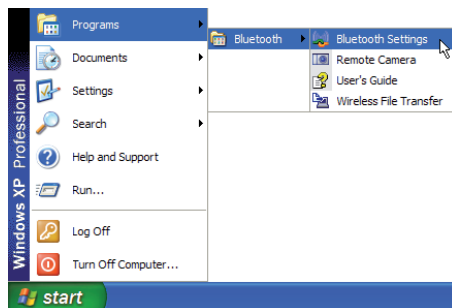 Windows XP Professional
Programs
Documents
Settings
Search
Help and Support
Run...
Log Off
Turn Off Computer...
Bluetooth
Bluetooth Settings
Remote Camera
User's Guide
Wireless File Transfer
start